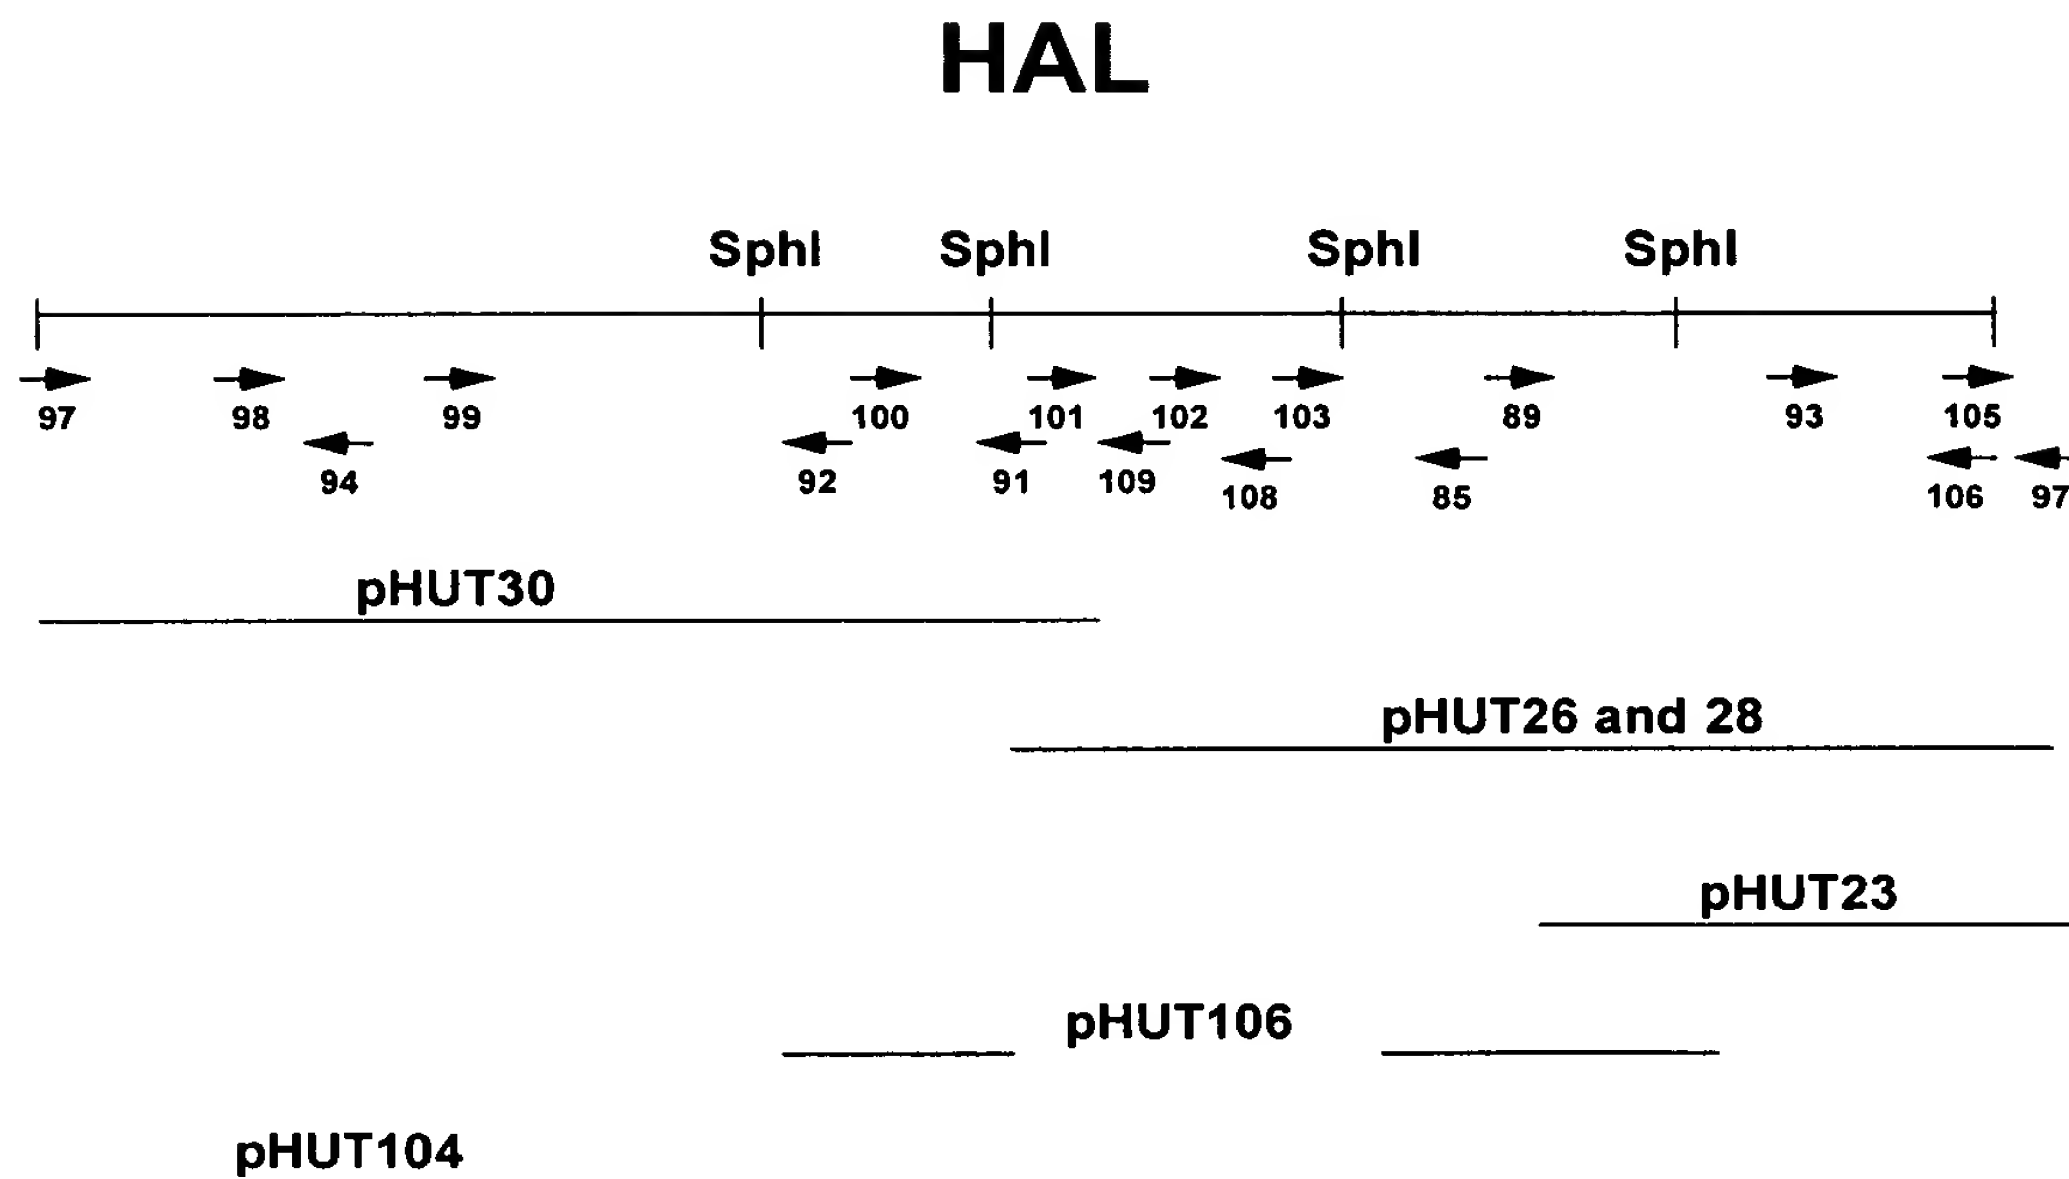 HAL
SphI SphI SphI SphI
97 98 99 100 101 102 103 89 93 105
94 92 91 109 108 85 106 97
pHUT30
pHUT26 and 28
pHUT23
pHUT106
pHUT104